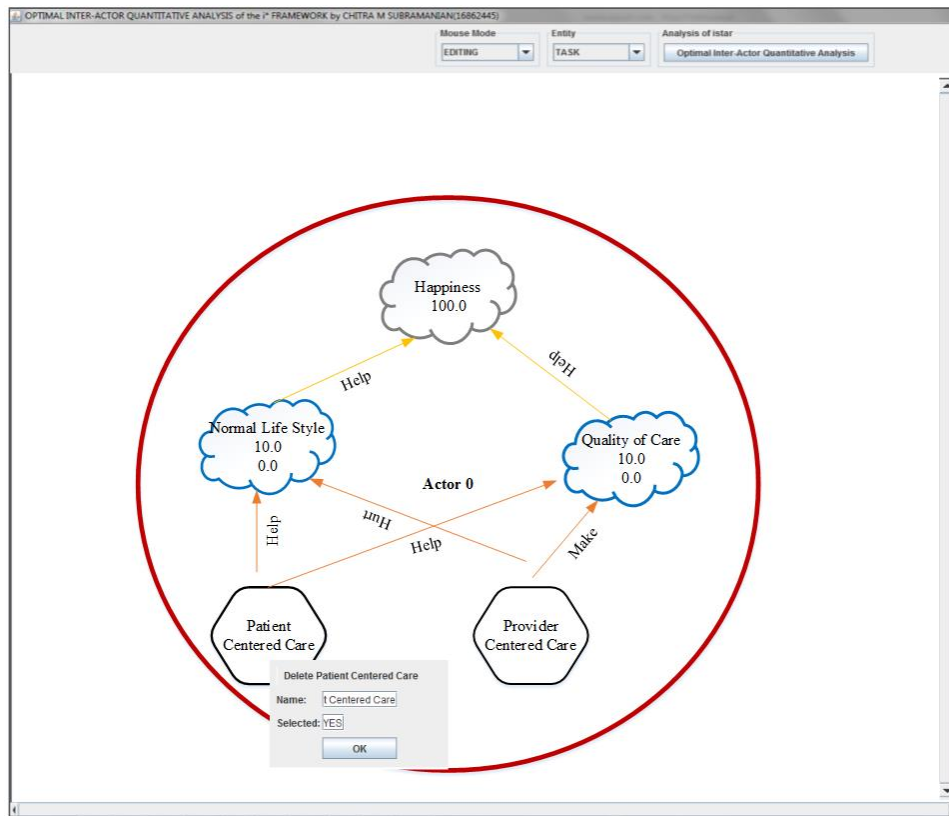 OPTIMAL INTER-ACTOR QUANTITATIVE ANALYSIS of the i* FRAMEWORK by CHITRA M SUBRAMANIAN(16862445)
Mouse Mode
EDITING
Entity
TASK
Analysis of istar
Optimal Inter-Actor Quantitative Analysis
Happiness
100.0
Help
Help
Normal Life Style
10.0
0.0
Quality of Care
10.0
0.0
Actor 0
Help
Hurt
Help
Make
Patient
Centered Care
Provider
Centered Care
Delete Patient Centered Care
Name: t Centered Care
Selected: YES
OK